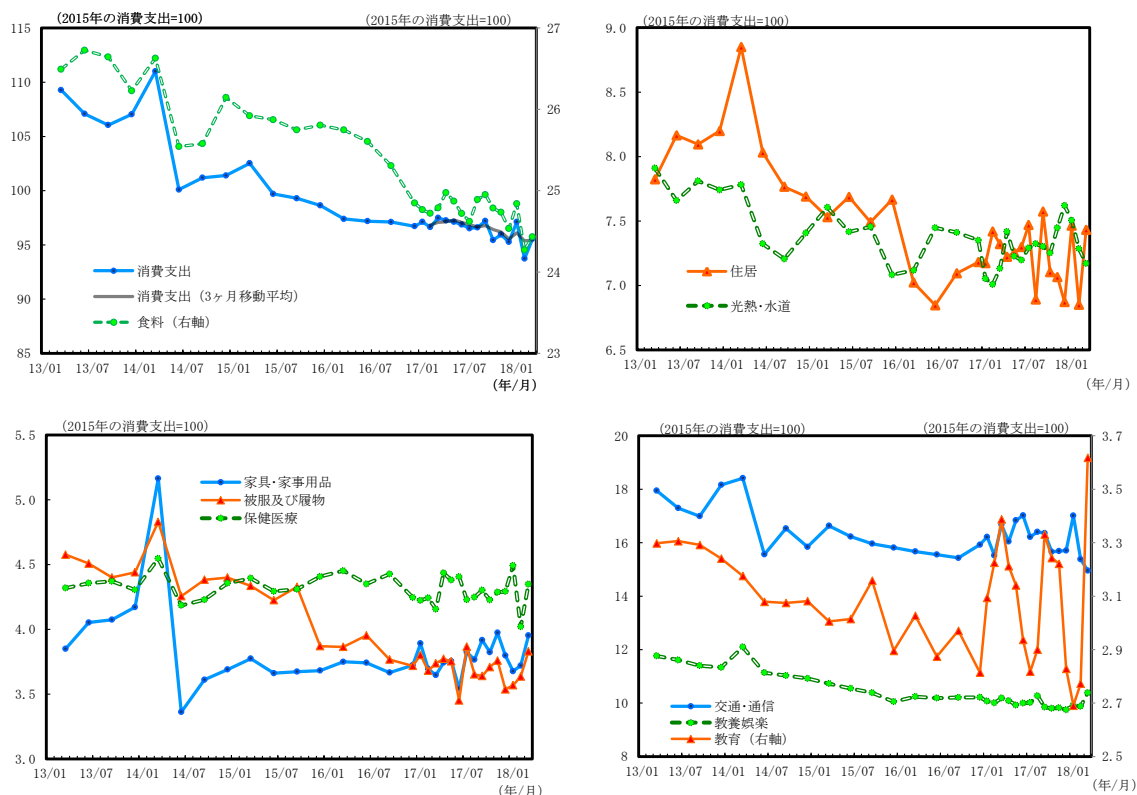 (2015年の消費支出=100)
(2015年の消費支出=100)
115
110
105
100
95
90
85
27
26
25
24
23
消費支出
消費支出（3ヶ月移動平均）
食料（右軸）
13/01 13/07 14/01 14/07 15/01 15/07 16/01 16/07 17/01 17/07 18/01
(年/月)
(2015年の消費支出=100)
9.0
8.5
8.0
7.5
7.0
6.5
住居
光熱・水道
13/01 13/07 14/01 14/07 15/01 15/07 16/01 16/07 17/01 17/07 18/01
(年/月)
(2015年の消費支出=100)
5.5
5.0
4.5
4.0
3.5
3.0
家具・家事用品
被服及び履物
保健医療
13/01 13/07 14/01 14/07 15/01 15/07 16/01 16/07 17/01 17/07 18/01
(年/月)
(2015年の消費支出=100)
(2015年の消費支出=100)
20
18
16
14
12
10
8
3.7
3.5
3.3
3.1
2.9
2.7
2.5
交通・通信
教養娯楽
教育（右軸）
13/01 13/07 14/01 14/07 15/01 15/07 16/01 16/07 17/01 17/07 18/01
(年/月)